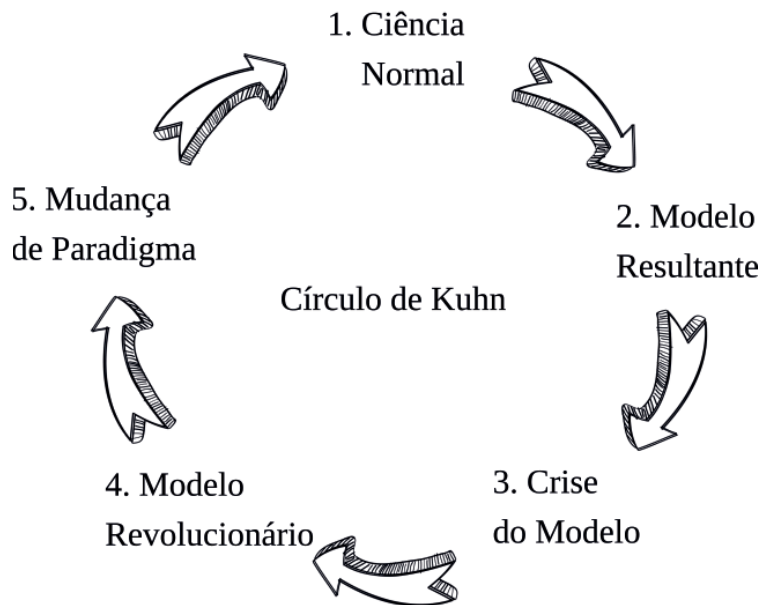 1. Ciência
Normal
2. Modelo
Resultante
3. Crise
do Modelo
4. Modelo
Revolucionário
5. Mudança
de Paradigma
Círculo de Kuhn